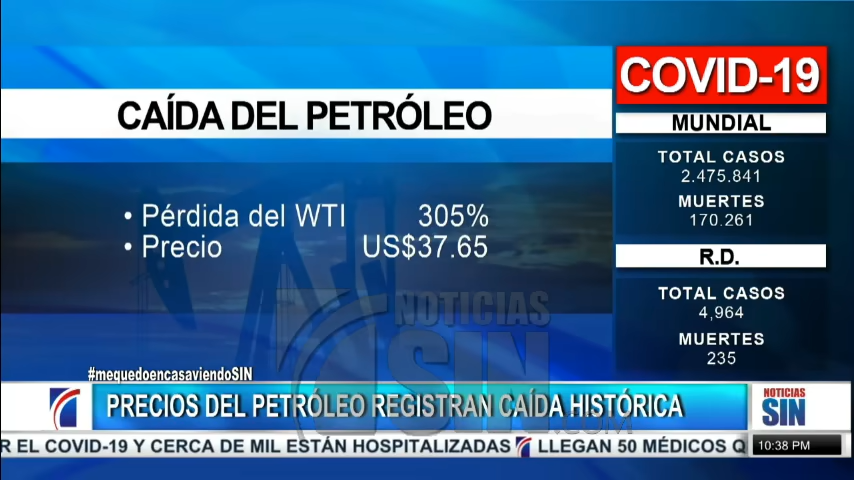 CAÍDA DEL PETRÓLEO
• Pérdida del WTI 305%
• Precio US$37.65
COVID-19
MUNDIAL
TOTAL CASOS
2.475.841
MUERTES
170.261
R.D.
TOTAL CASOS
4,964
MUERTES
235
NOTICIAS
SIN
.COM
#mequedoencasaviendoSIN
PRECIOS DEL PETRÓLEO REGISTRAN CAÍDA HISTÓRICA
NOTICIAS
SIN
R EL COVID-19 Y CERCA DE MIL ESTÁN HOSPITALIZADAS LLEGAN 50 MÉDICOS Q
10:38 PM